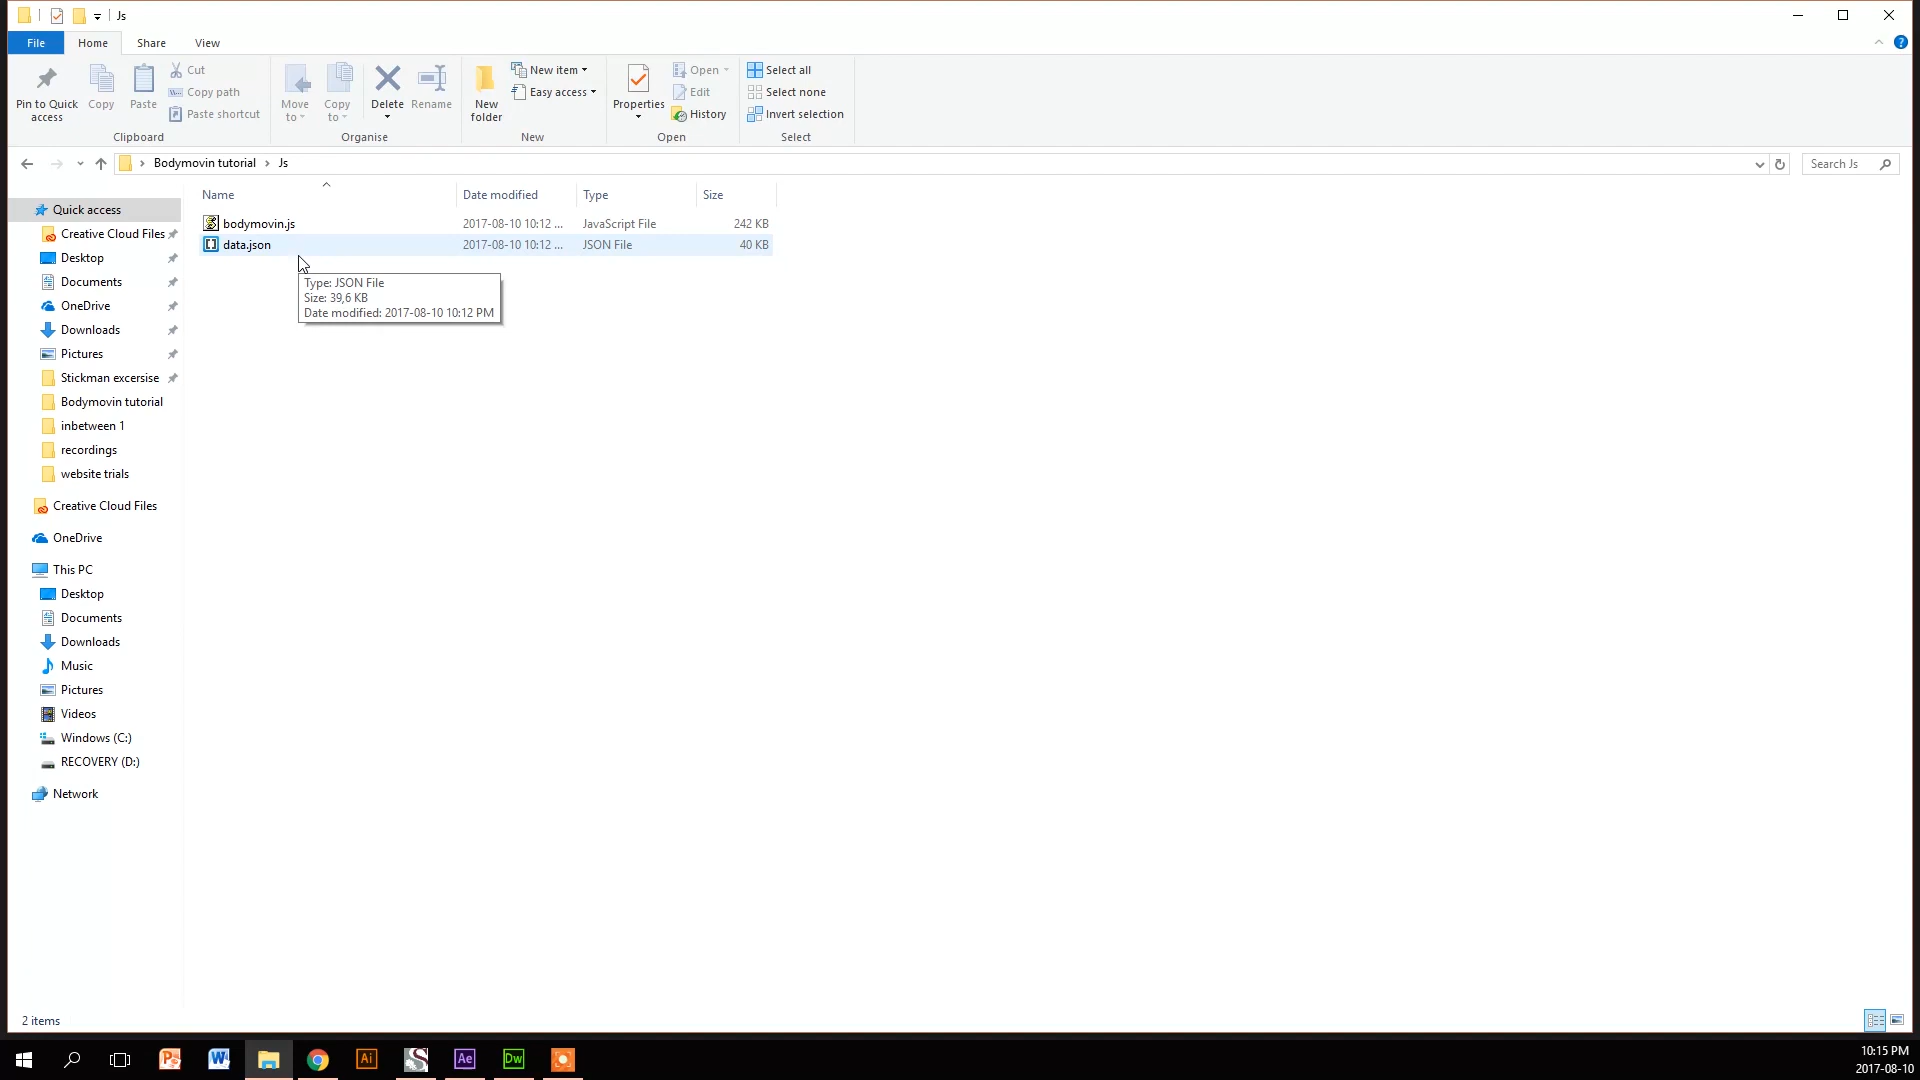 Js
File Home Share View
Pin to Quick access
Copy
Paste
Cut
Copy path
Paste shortcut
Clipboard
Move to
Copy to
Delete
Rename
Organise
New folder
New item
Easy access
New
Properties
Open
Edit
History
Open
Select all
Select none
Invert selection
Select
Bodymovin tutorial Js
Search Js
Name Date modified Type Size
bodymovin.js 2017-08-10 10:12 ... JavaScript File 242 KB
data.json 2017-08-10 10:12 ... JSON File 40 KB
Type: JSON File
Size: 39,6 KB
Date modified: 2017-08-10 10:12 PM
Quick access
Creative Cloud Files
Desktop
Documents
OneDrive
Downloads
Pictures
Stickman excersise
Bodymovin tutorial
inbetween 1
recordings
website trials
Creative Cloud Files
OneDrive
This PC
Desktop
Documents
Downloads
Music
Pictures
Videos
Windows (C:)
RECOVERY (D:)
Network
2 items
Ai
Ae
Dw
10:15 PM
2017-08-10